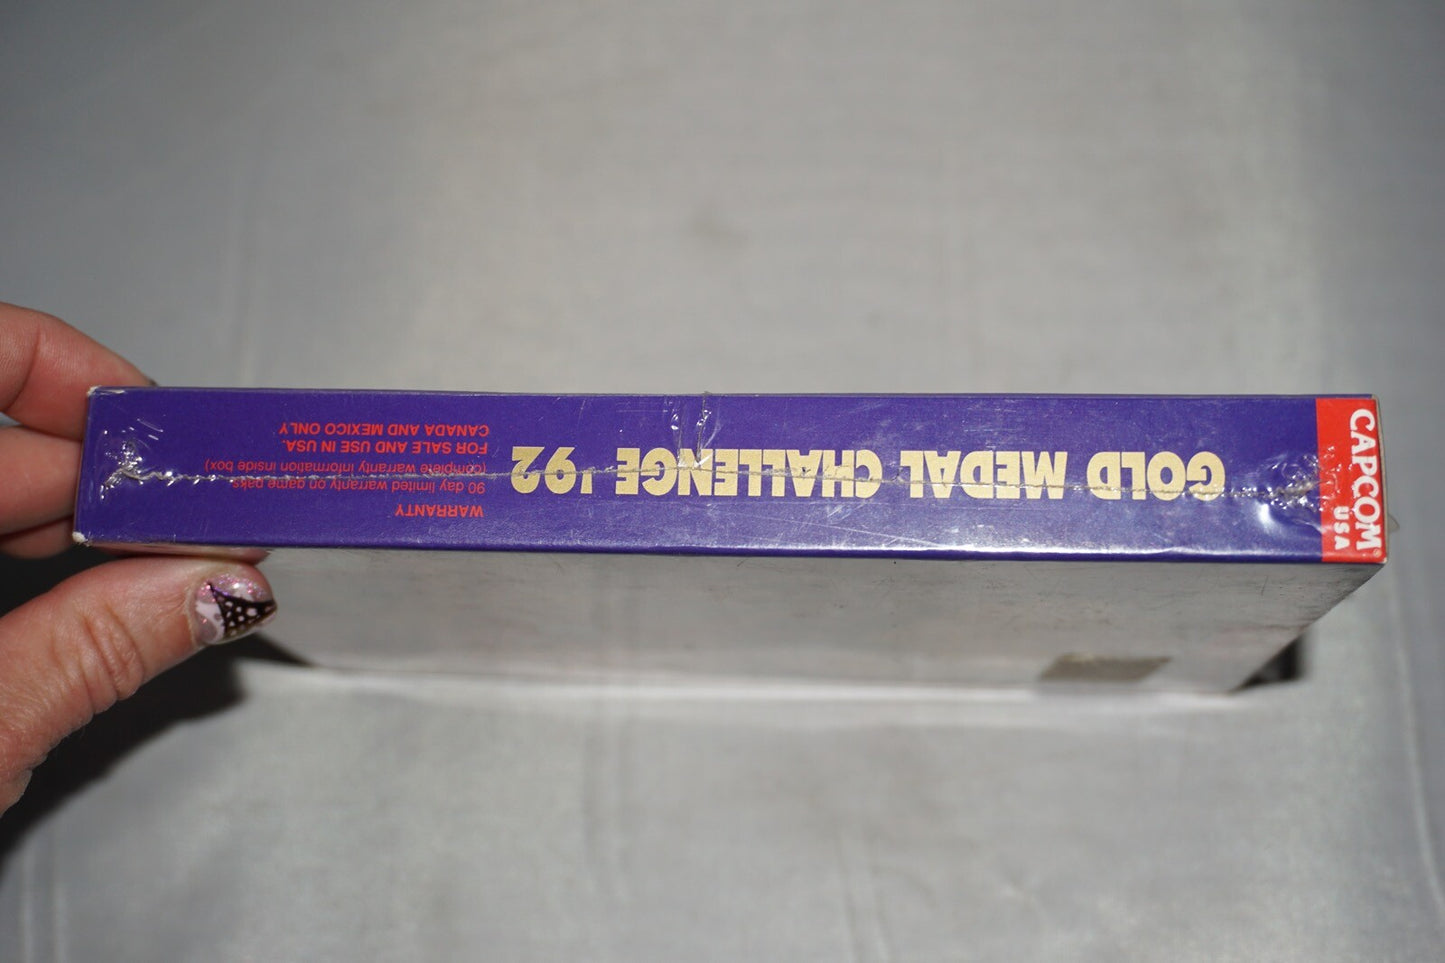 CAPCOM®
USA
GOLD MEDAL CHALLENGE '92
WARRANTY
90 day limited warranty on game paks.
(complete warranty information inside box)
FOR SALE AND USE IN USA.
CANADA AND MEXICO ONLY